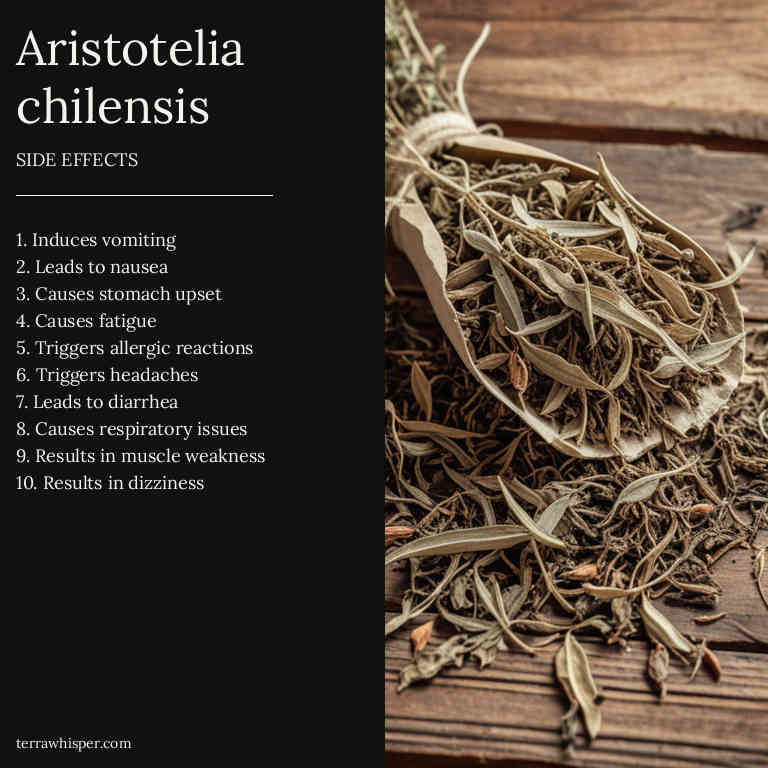 Aristotelia
chilensis
SIDE EFFECTS
1. Induces vomiting
2. Leads to nausea
3. Causes stomach upset
4. Causes fatigue
5. Triggers allergic reactions
6. Triggers headaches
7. Leads to diarrhea
8. Causes respiratory issues
9. Results in muscle weakness
10. Results in dizziness
terrawhisper.com